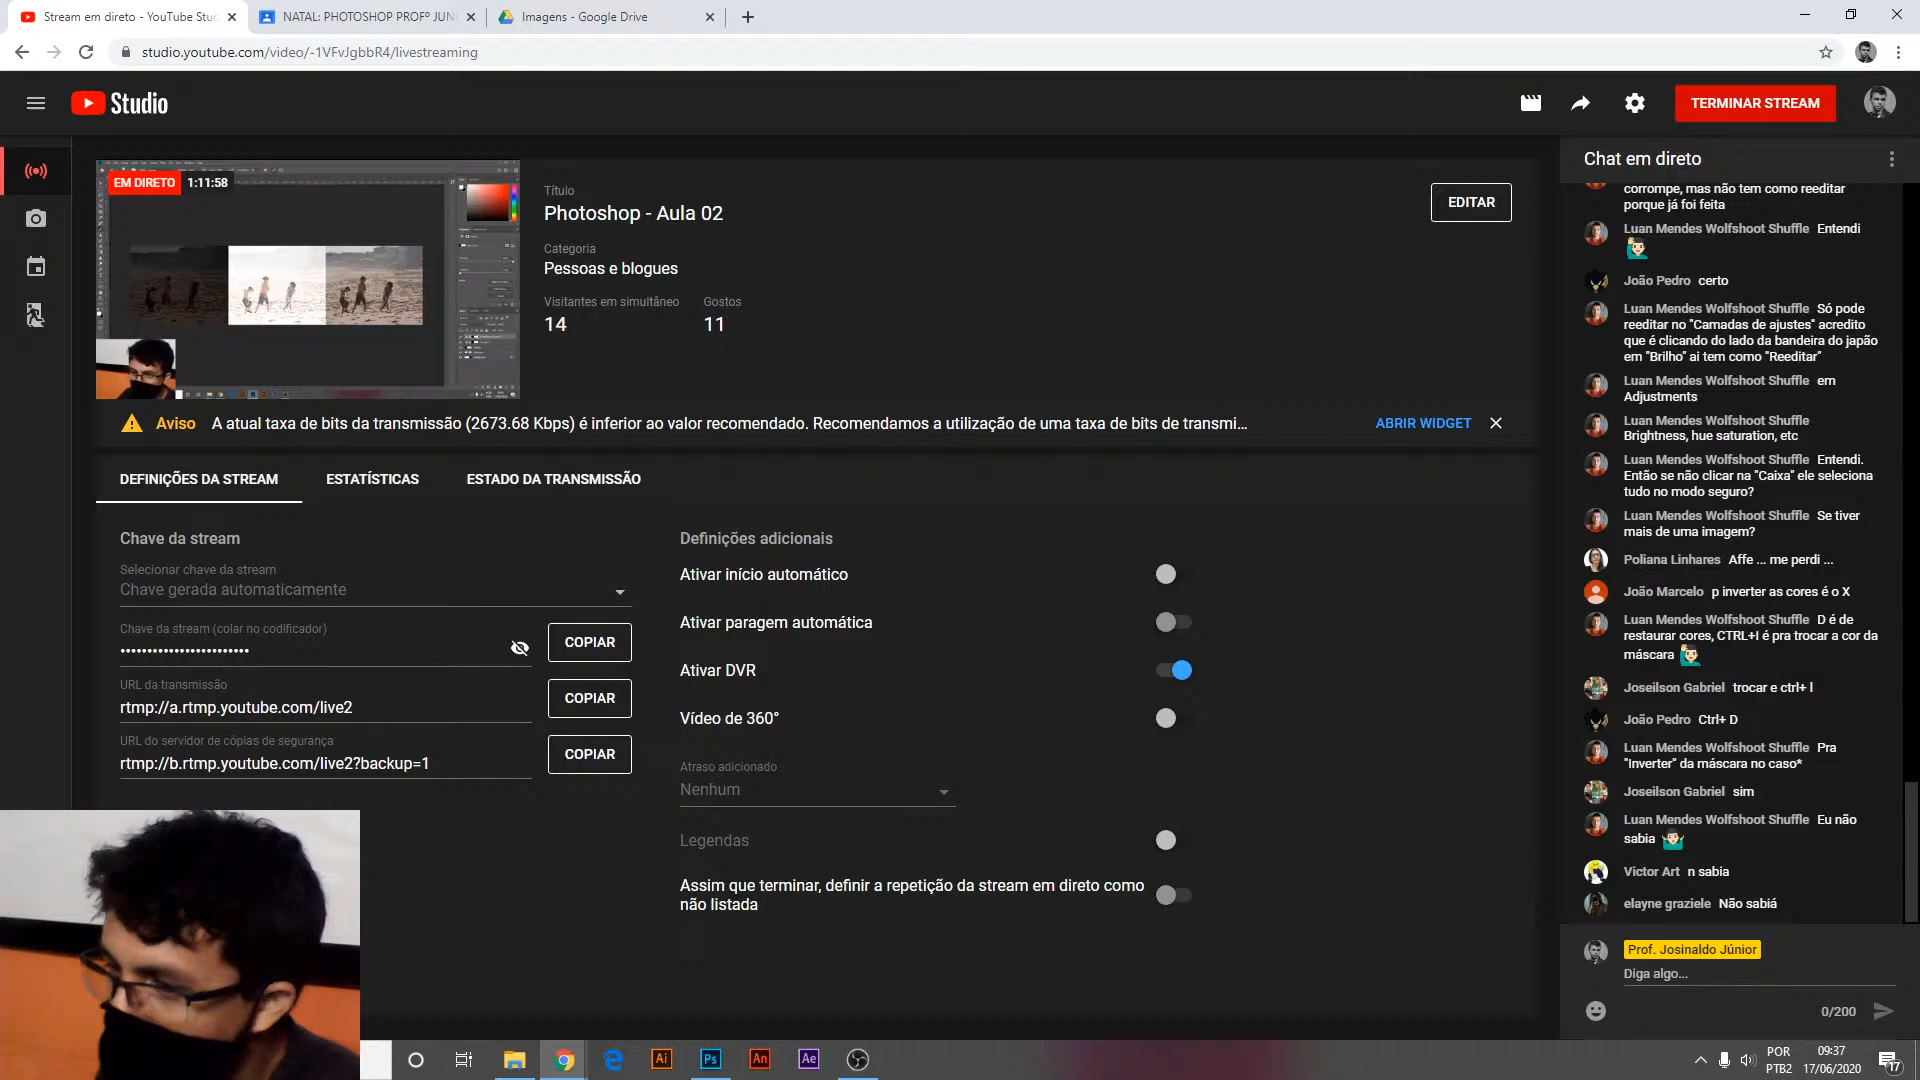 Stream em direto - YouTube Stud
NATAL: PHOTOSHOP PROFº JUNI
Imagens - Google Drive
studio.youtube.com/video/-1VFvJgbbR4/livestreaming
Studio
TERMINAR STREAM
EM DIRETO 1:11:58
Título
Photoshop - Aula 02
EDITAR
Categoria
Pessoas e blogues
Visitantes em simultâneo Gostos
14 11
Aviso A atual taxa de bits da transmissão (2673.68 Kbps) é inferior ao valor recomendado. Recomendamos a utilização de uma taxa de bits de transmi...
ABRIR WIDGET
DEFINIÇÕES DA STREAM ESTATÍSTICAS ESTADO DA TRANSMISSÃO
Chave da stream
Selecionar chave da stream
Chave gerada automaticamente
Chave da stream (colar no codificador)
••••••••••••••••••••••••
COPIAR
URL da transmissão
rtmp://a.rtmp.youtube.com/live2
COPIAR
URL do servidor de cópias de segurança
rtmp://b.rtmp.youtube.com/live2?backup=1
COPIAR
Definições adicionais
Ativar início automático
Ativar paragem automática
Ativar DVR
Vídeo de 360°
Atraso adicionado
Nenhum
Legendas
Assim que terminar, definir a repetição da stream em direto como
não listada
Chat em direto
corrompe, mas não tem como reeditar
porque já foi feita
Luan Mendes Wolfshoot Shuffle Entendi
João Pedro certo
Luan Mendes Wolfshoot Shuffle Só pode
reeditar no "Camadas de ajustes" acredito
que é clicando do lado da bandeira do japão
em "Brilho" ai tem como "Reeditar"
Luan Mendes Wolfshoot Shuffle em
Adjustments
Luan Mendes Wolfshoot Shuffle
Brightness, hue saturation, etc
Luan Mendes Wolfshoot Shuffle Entendi.
Então se não clicar na "Caixa" ele seleciona
tudo no modo seguro?
Luan Mendes Wolfshoot Shuffle Se tiver
mais de uma imagem?
Poliana Linhares Affe ... me perdi ...
João Marcelo p inverter as cores é o X
Luan Mendes Wolfshoot Shuffle D é de
restaurar cores, CTRL+I é pra trocar a cor da
máscara
Joseilson Gabriel trocar e ctrl+ l
João Pedro Ctrl+ D
Luan Mendes Wolfshoot Shuffle Pra
"Inverter" da máscara no caso*
Joseilson Gabriel sim
Luan Mendes Wolfshoot Shuffle Eu não
sabia
Victor Art n sabia
elayne graziele Não sabiá
Prof. Josinaldo Júnior
Diga algo...
0/200
Ai
Ps
An
Ae
POR
PTB2
09:37
17/06/2020
17